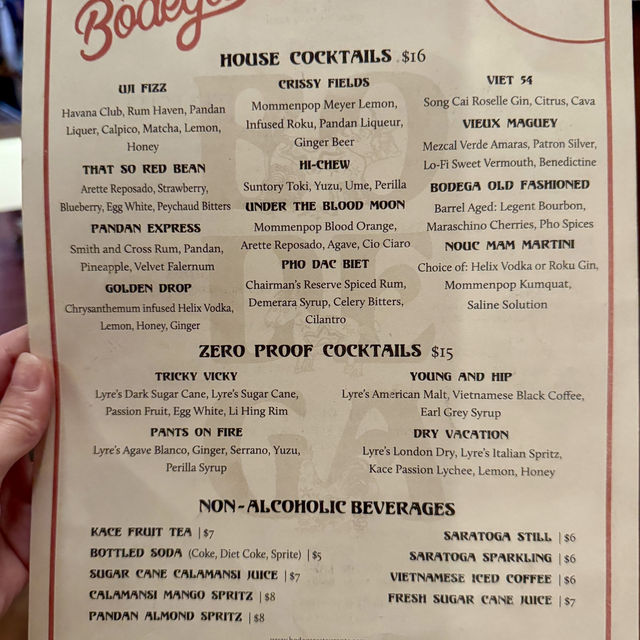 Bodega
HOUSE COCKTAILS $16
UJI FIZZ
Havana Club, Rum Haven, Pandan
Liquer, Calpico, Matcha, Lemon,
Honey
THAT SO RED BEAN
Arette Reposado, Strawberry,
Blueberry, Egg White, Peychaud Bitters
PANDAN EXPRESS
Smith and Cross Rum, Pandan,
Pineapple, Velvet Falernum
GOLDEN DROP
Chrysanthemum infused Helix Vodka,
Lemon, Honey, Ginger
CRISSY FIELDS
Mommenpop Meyer Lemon,
Infused Roku, Pandan Liqueur,
Ginger Beer
HI-CHEW
Suntory Toki, Yuzu, Ume, Perilla
UNDER THE BLOOD MOON
Mommenpop Blood Orange,
Arette Reposado, Agave, Cio Ciaro
PHO DAC BIET
Chairman's Reserve Spiced Rum,
Demerara Syrup, Celery Bitters,
Cilantro
VIET 54
Song Cai Roselle Gin, Citrus, Cava
VIEUX MAGUEY
Mezcal Verde Amaras, Patron Silver,
Lo-Fi Sweet Vermouth, Benedictine
BODEGA OLD FASHIONED
Barrel Aged: Legent Bourbon,
Maraschino Cherries, Pho Spices
NOUC MAM MARTINI
Choice of: Helix Vodka or Roku Gin,
Mommenpop Kumquat,
Saline Solution
ZERO PROOF COCKTAILS $15
TRICKY VICKY
Lyre's Dark Sugar Cane, Lyre's Sugar Cane,
Passion Fruit, Egg White, Li Hing Rim
PANTS ON FIRE
Lyre's Agave Blanco, Ginger, Serrano, Yuzu,
Perilla Syrup
YOUNG AND HIP
Lyre's American Malt, Vietnamese Black Coffee,
Earl Grey Syrup
DRY VACATION
Lyre's London Dry, Lyre's Italian Spritz,
Kace Passion Lychee, Lemon, Honey
NON-ALCOHOLIC BEVERAGES
KACE FRUIT TEA | $7
BOTTLED SODA (Coke, Diet Coke, Sprite) | $5
SUGAR CANE CALAMANSI JUICE | $7
CALAMANSI MANGO SPRITZ | $8
PANDAN ALMOND SPRITZ | $8
SARATOGA STILL | $6
SARATOGA SPARKLING | $6
VIETNAMESE ICED COFFEE | $6
FRESH SUGAR CANE JUICE | $7